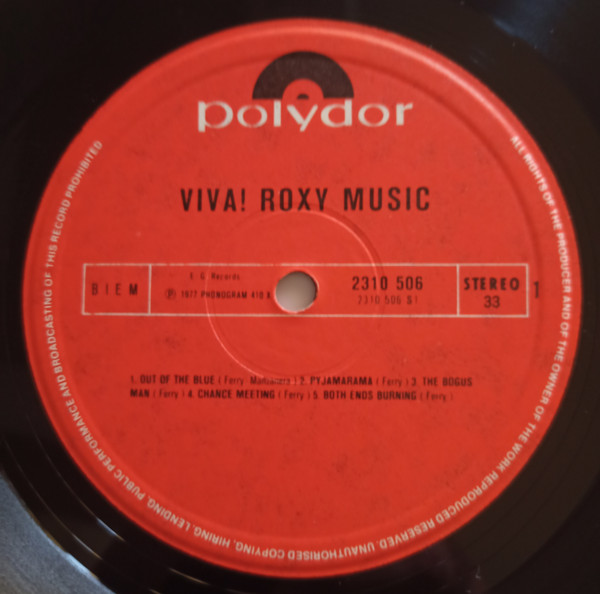 polydor
VIVA! ROXY MUSIC
BIEM
E. G. Records
℗ 1977 PHONOGRAM 410 S
2310 506
2310 506 S1
STEREO
33
1
1. OUT OF THE BLUE ( Ferry Manzanera ) 2. PYJAMARAMA ( Ferry ) 3. THE BOGUS
MAN ( Ferry ) 4. CHANCE MEETING ( Ferry ) 5. BOTH ENDS BURNING ( Ferry )
ALL RIGHTS OF THE PRODUCER AND OF THE OWNER OF THE WORK REPRODUCED RESERVED. UNAUTHORISED COPYING, HIRING, LENDING, PUBLIC PERFORMANCE AND BROADCASTING OF THIS RECORD PROHIBITED